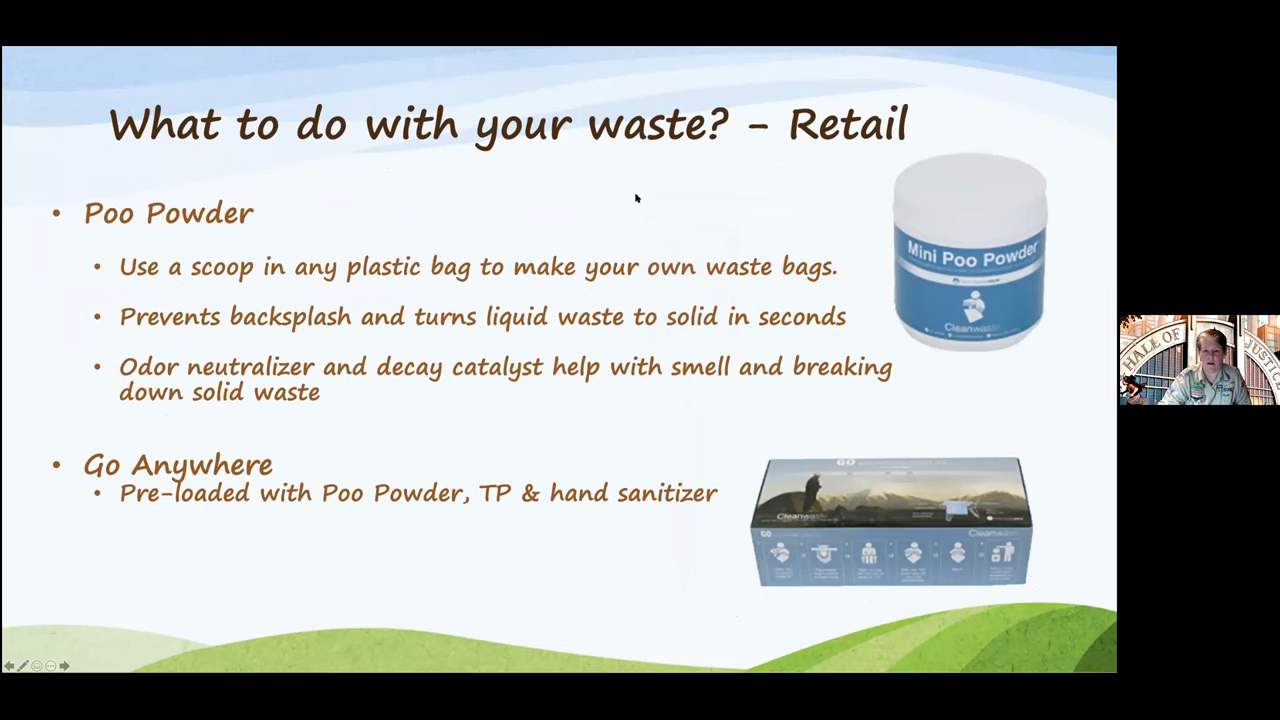 What to do with your waste? - Retail
• Poo Powder
• Use a scoop in any plastic bag to make your own waste bags.
• Prevents backsplash and turns liquid waste to solid in seconds
• Odor neutralizer and decay catalyst help with smell and breaking
down solid waste
Mini Poo Powder
Cleanwaste
• Go Anywhere
• Pre-loaded with Poo Powder, TP & hand sanitizer
GO
Cleanwaste
GO
Cleanwaste
HALL OF JUSTICE